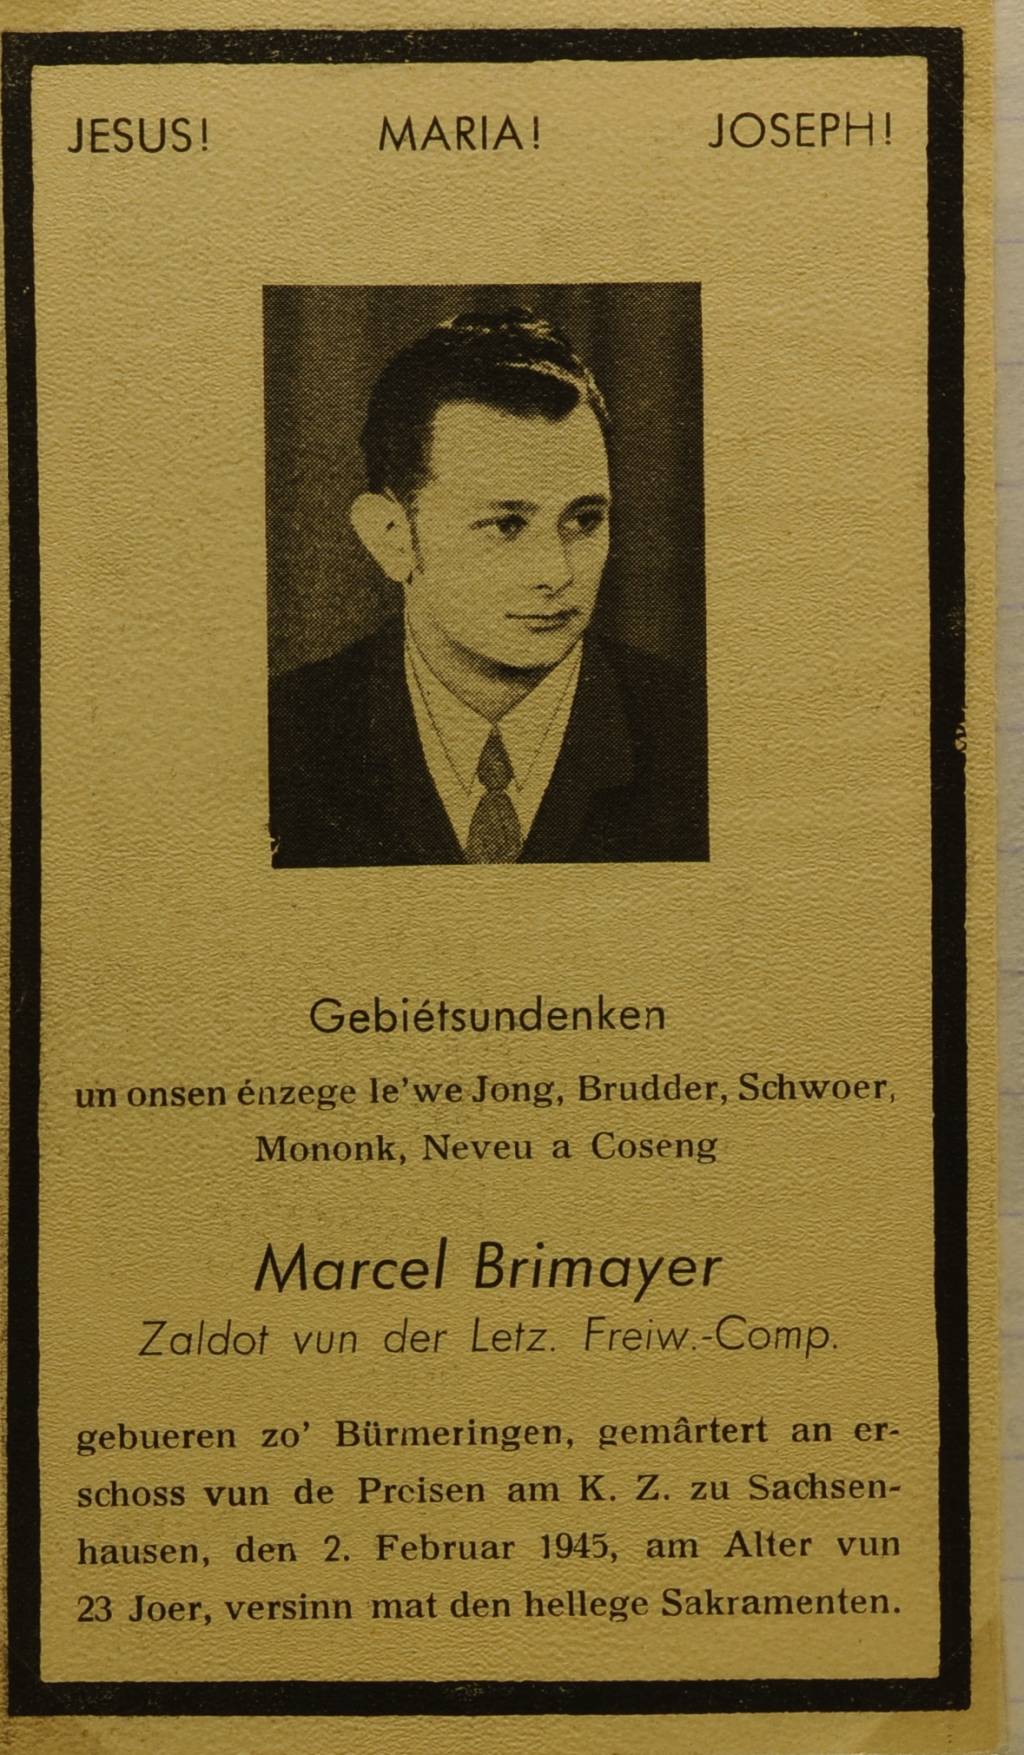 JESUS! MARIA! JOSEPH!
Gebiétsundenken
un onsen énzege le'we Jong, Brudder, Schwoer,
Mononk, Neveu a Coseng
Marcel Brimayer
Zaldot vun der Letz. Freiw.-Comp.
gebueren zo' Bürmeringen, gemârtert an er-
schoss vun de Preisen am K. Z. zu Sachsen-
hausen, den 2. Februar 1945, am Alter vun
23 Joer, versinn mat den hellege Sakramenten.